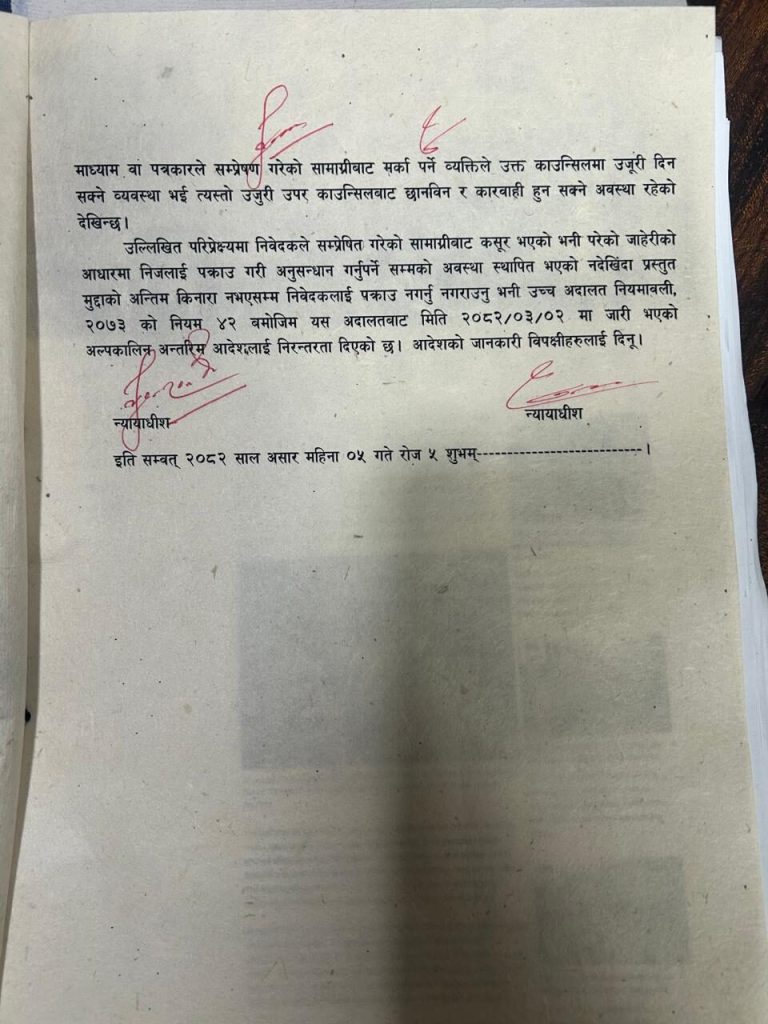 माध्यम वा पत्रकारले सम्प्रेषण गरेको सामाग्रीबाट मर्का पर्ने व्यक्तिले उक्त काउन्सिलमा उजूरी दिन
सक्ने व्यवस्था भई त्यस्तो उजुरी उपर काउन्सिलबाट छानविन र कारवाही हुन सक्ने अवस्था रहेको
देखिन्छ।
उल्लिखित परिप्रेक्ष्यमा निवेदकले सम्प्रेषित गरेको सामाग्रीबाट कसूर भएको भनी परेको जाहेरीको
आधारमा निजलाई पक्राउ गरी अनुसन्धान गर्नुपर्ने सम्मको अवस्था स्थापित भएको नदेखिंदा प्रस्तुत
मुद्दाको अन्तिम किनारा नभएसम्म निवेदकलाई पक्राउ नगर्नु नगराउनु भनी उच्च अदालत नियमावली,
२०७३ को नियम ४२ बमोजिम यस अदालतबाट मिति २०८२/०३/०२ मा जारी भएको
अल्पकालिन अन्तरिम आदेशलाई निरन्तरता दिएको छ। आदेशको जानकारी विपक्षीहरुलाई दिनू।
न्यायाधीश न्यायाधीश
इति सम्वत् २०८२ साल असार महिना ०५ गते रोज ५ शुभम्---------------------------।